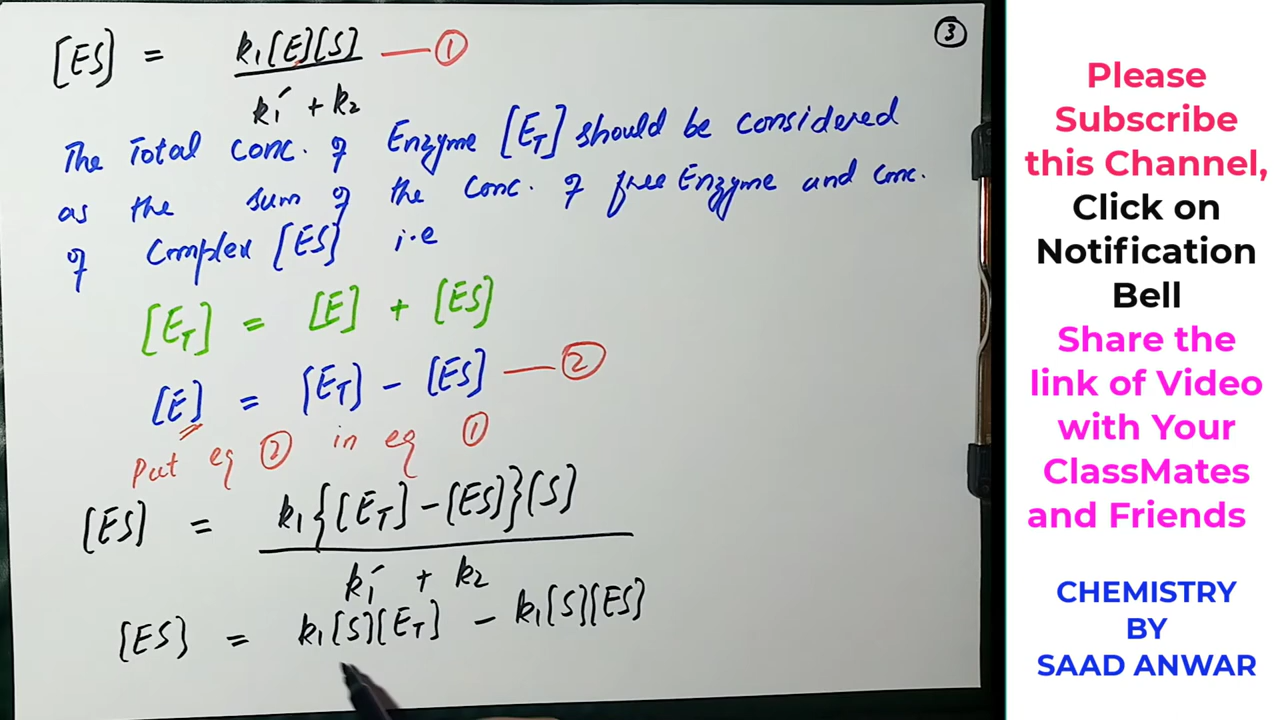 ③
[ES] = k₁[E][S] / k₁́ + k₂ — ①
The Total Conc. of Enzyme [E_T] should be considered
as the sum of the conc. of free Enzyme and conc.
of Complex [ES] i.e
[E_T] = [E] + [ES]
[E] = [E_T] - [ES] — ②
Put eq ② in eq ①
[ES] = k₁{[E_T] - [ES]}[S] / k₁́ + k₂
[ES] = k₁[S][E_T] - k₁[S][ES]
Please
Subscribe
this Channel,
Click on
Notification
Bell
Share the
link of Video
with Your
ClassMates
and Friends
CHEMISTRY
BY
SAAD ANWAR